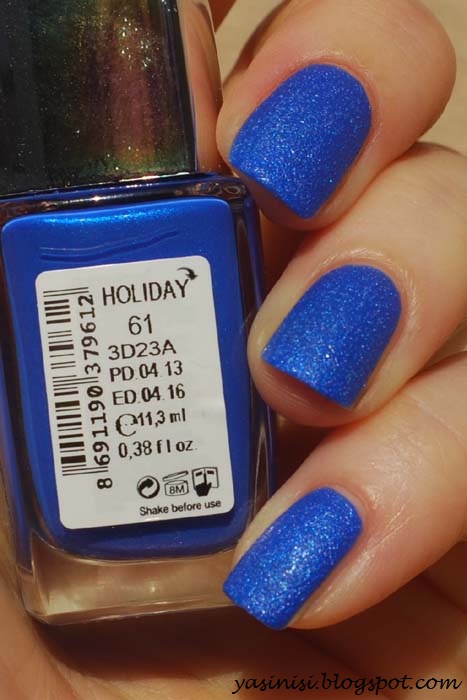 HOLIDAY
61
3D23A
PD.04.13
ED.04.16
e 11,3 ml
0,38 fl oz.
8M
Shake before use
8 691190 379612
yasinisi.blogspot.com